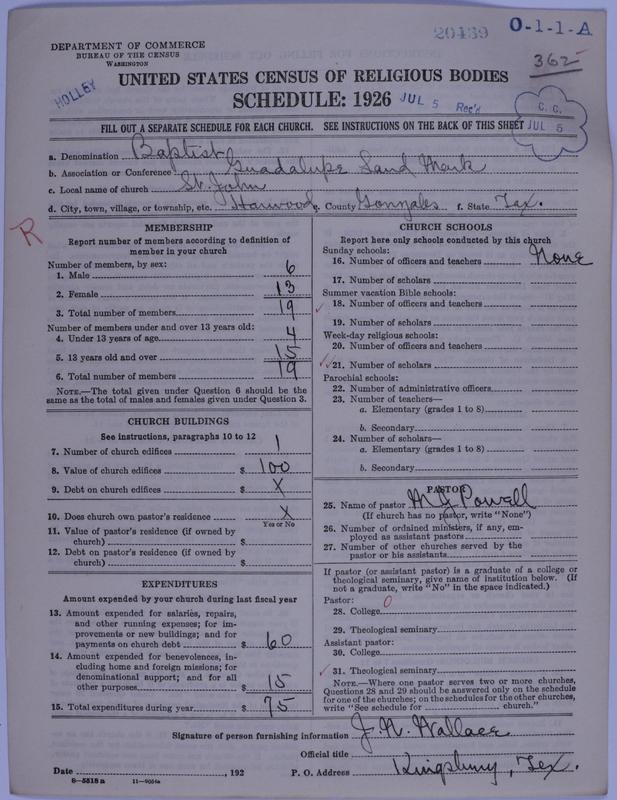 20439
O-1-1-A
DEPARTMENT OF COMMERCE
BUREAU OF THE CENSUS
WASHINGTON
362
HOLLEY
UNITED STATES CENSUS OF RELIGIOUS BODIES
SCHEDULE: 1926 JUL 5 Rec'd
C. C.
JUL 5
FILL OUT A SEPARATE SCHEDULE FOR EACH CHURCH. SEE INSTRUCTIONS ON THE BACK OF THIS SHEET
a. Denomination Baptist
b. Association or Conference Guadalupe Land Mark
c. Local name of church St. John
d. City, town, village, or township, etc. Harwood e. County Gonzales f. State Tex.
R
MEMBERSHIP
Report number of members according to definition of
member in your church
Number of members, by sex:
1. Male 6
2. Female 13
3. Total number of members 19
Number of members under and over 13 years old:
4. Under 13 years of age 4
5. 13 years old and over 15
6. Total number of members 19
NOTE.—The total given under Question 6 should be the
same as the total of males and females given under Question 3.
CHURCH BUILDINGS
See instructions, paragraphs 10 to 12
7. Number of church edifices 1
8. Value of church edifices $ 100
9. Debt on church edifices $ X
10. Does church own pastor's residence X
Yes or No
11. Value of pastor's residence (if owned by
church) $
12. Debt on pastor's residence (if owned by
church) $
EXPENDITURES
Amount expended by your church during last fiscal year
13. Amount expended for salaries, repairs,
and other running expenses; for im-
provements or new buildings; and for
payments on church debt $ 60
14. Amount expended for benevolences, in-
cluding home and foreign missions; for
denominational support; and for all
other purposes $ 15
15. Total expenditures during year $ 75
CHURCH SCHOOLS
Report here only schools conducted by this church
Sunday schools:
16. Number of officers and teachers None
17. Number of scholars
Summer vacation Bible schools:
18. Number of officers and teachers
19. Number of scholars
Week-day religious schools:
20. Number of officers and teachers
21. Number of scholars
Parochial schools:
22. Number of administrative officers
23. Number of teachers—
a. Elementary (grades 1 to 8)
b. Secondary
24. Number of scholars—
a. Elementary (grades 1 to 8)
b. Secondary
PASTOR
25. Name of pastor M G Powell
(If church has no pastor, write "None")
26. Number of ordained ministers, if any, em-
ployed as assistant pastors
27. Number of other churches served by the
pastor or his assistants
If pastor (or assistant pastor) is a graduate of a college or
theological seminary, give name of institution below. (If
not a graduate, write "No" in the space indicated.)
Pastor:
28. College 0
29. Theological seminary
Assistant pastor:
30. College
31. Theological seminary
NOTE.—Where one pastor serves two or more churches,
Questions 28 and 29 should be answered only on the schedule
for one of the churches; on the schedules for the other churches,
write "See schedule for church."
Signature of person furnishing information J. N. Wallace
Official title
Date , 192 P. O. Address Kingsbury, Tex.
8—5518 a 11—9054a